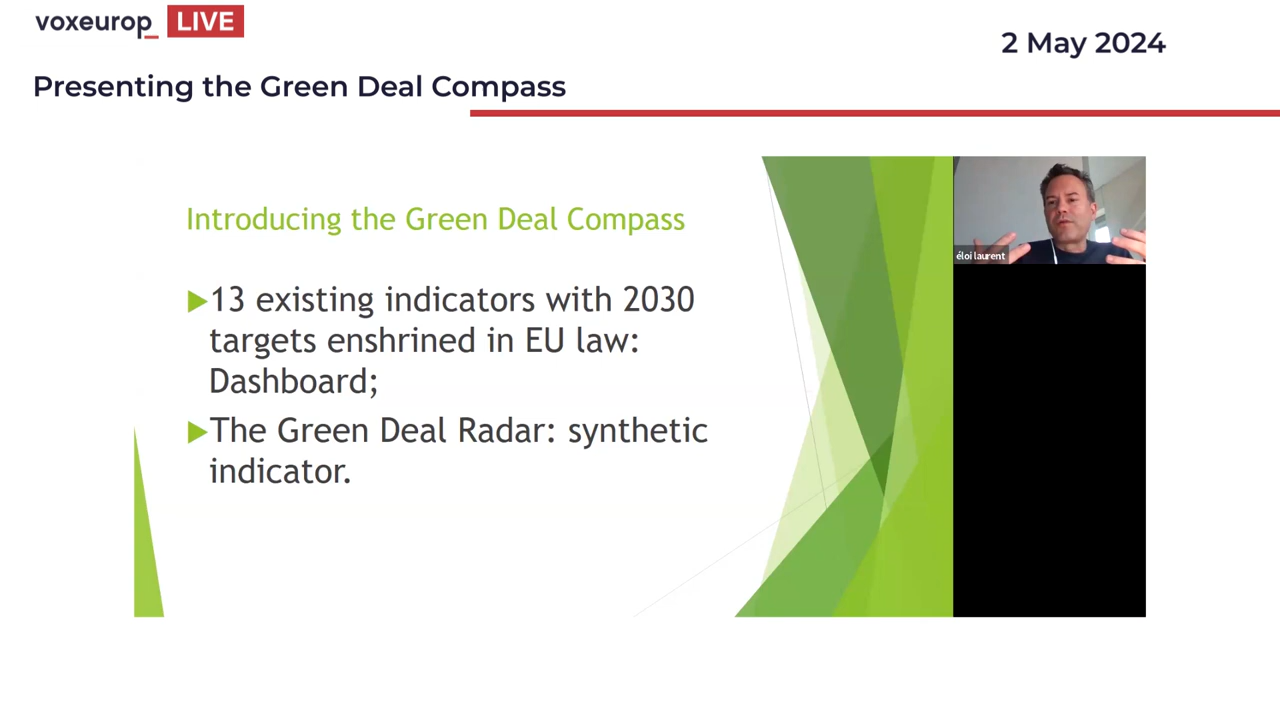 voxeurop_ LIVE
2 May 2024
Presenting the Green Deal Compass
Introducing the Green Deal Compass
13 existing indicators with 2030
targets enshrined in EU law:
Dashboard;
The Green Deal Radar: synthetic
indicator.
éloi laurent